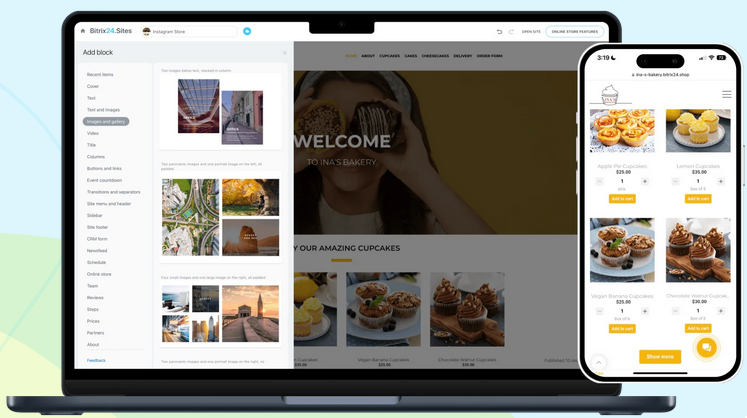 Bitrix24.Sites
Instagram Store
OPEN SITE
ONLINE STORE FEATURES
Add block
Recent items
Cover
Text
Text and images
Images and gallery
Video
Title
Columns
Buttons and links
Event countdown
Transitions and separators
Site menu and header
Sidebar
Site footer
CRM form
Newsfeed
Schedule
Online store
Team
Reviews
Steps
Prices
Partners
About
Feedback
Two images below text, stacked in column
OFFICE
OFFICE
Two panoramic images and one portrait image on the left, all
padded
Four small images and one large image on the right, all padded
Two panoramic images and one portrait image on the right, no
HOME ABOUT CUPCAKES CAKES CHEESECAKES DELIVERY ORDER FORM
WELCOME
TO INA'S BAKERY
Y OUR AMAZING CUPCAKES
Cupcakes
$35.00
Vegan Banana Cupcakes
$25.00
Chocolate Walnut Cupcakes
$30.00
3:19
72
ina-s-bakery.bitrix24.shop
INA'S
Apple Pie Cupcakes
$25.00
1
pcs
Add to cart
Lemon Cupcakes
$35.00
1
box of 6
Add to cart
Vegan Banana Cupcakes
$25.00
1
box of 6
Add to cart
Chocolate Walnut Cupcak...
$30.00
1
box of 6
Add to cart
Show more